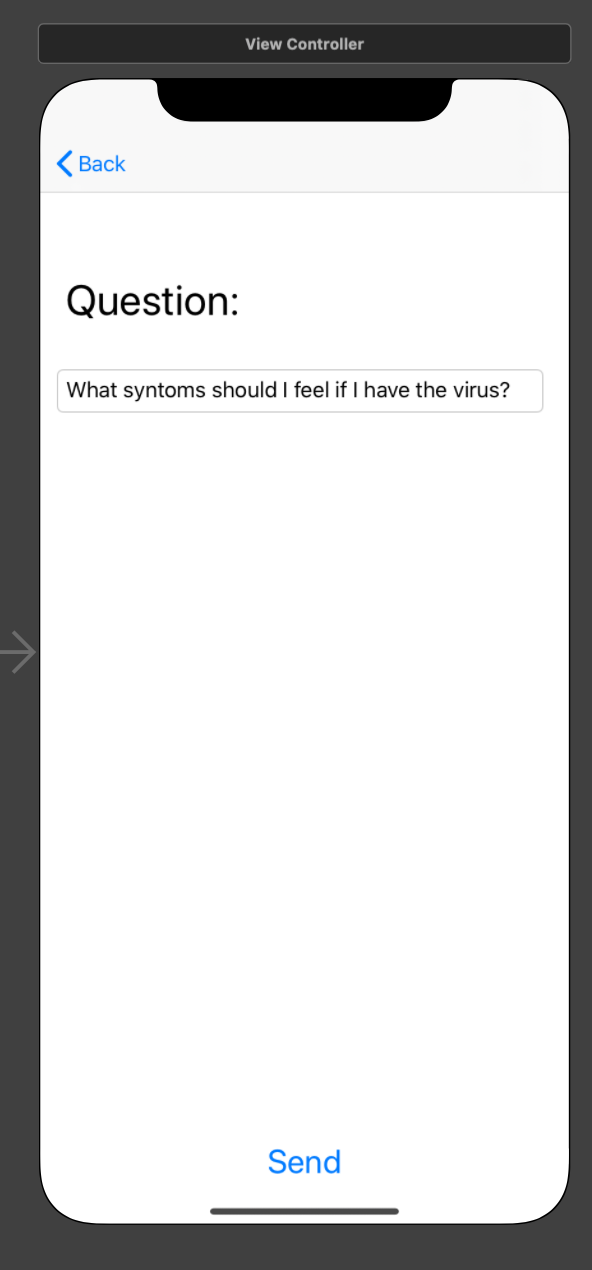 View Controller
Back
Question:
What syntoms should I feel if I have the virus?
Send